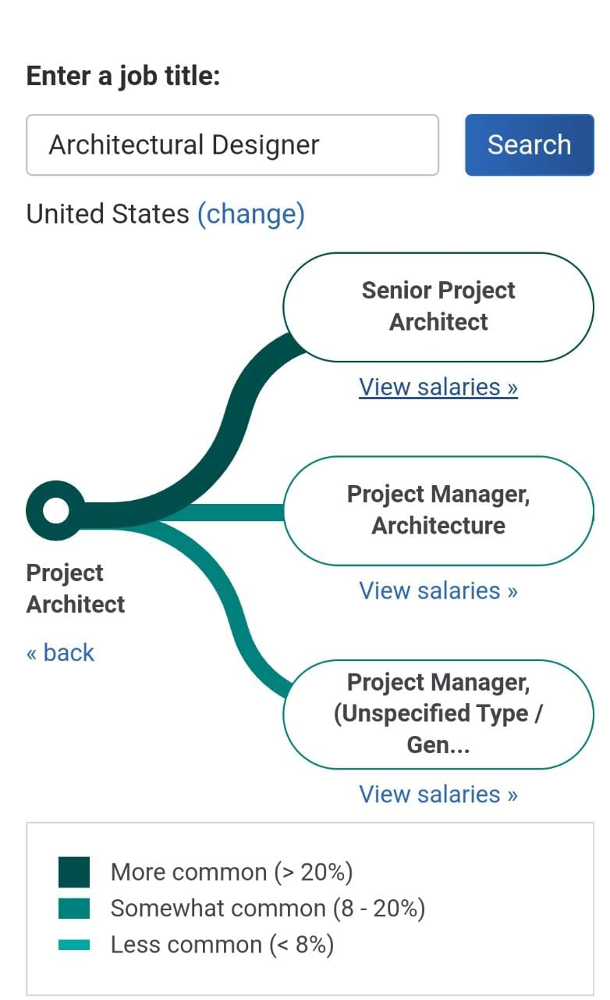 Enter a job title:
Architectural Designer
Search
United States (change)
Senior Project
Architect
View salaries »
Project Manager,
Architecture
View salaries »
Project
Architect
« back
Project Manager,
(Unspecified Type /
Gen...
View salaries »
More common (> 20%)
Somewhat common (8 - 20%)
Less common (< 8%)